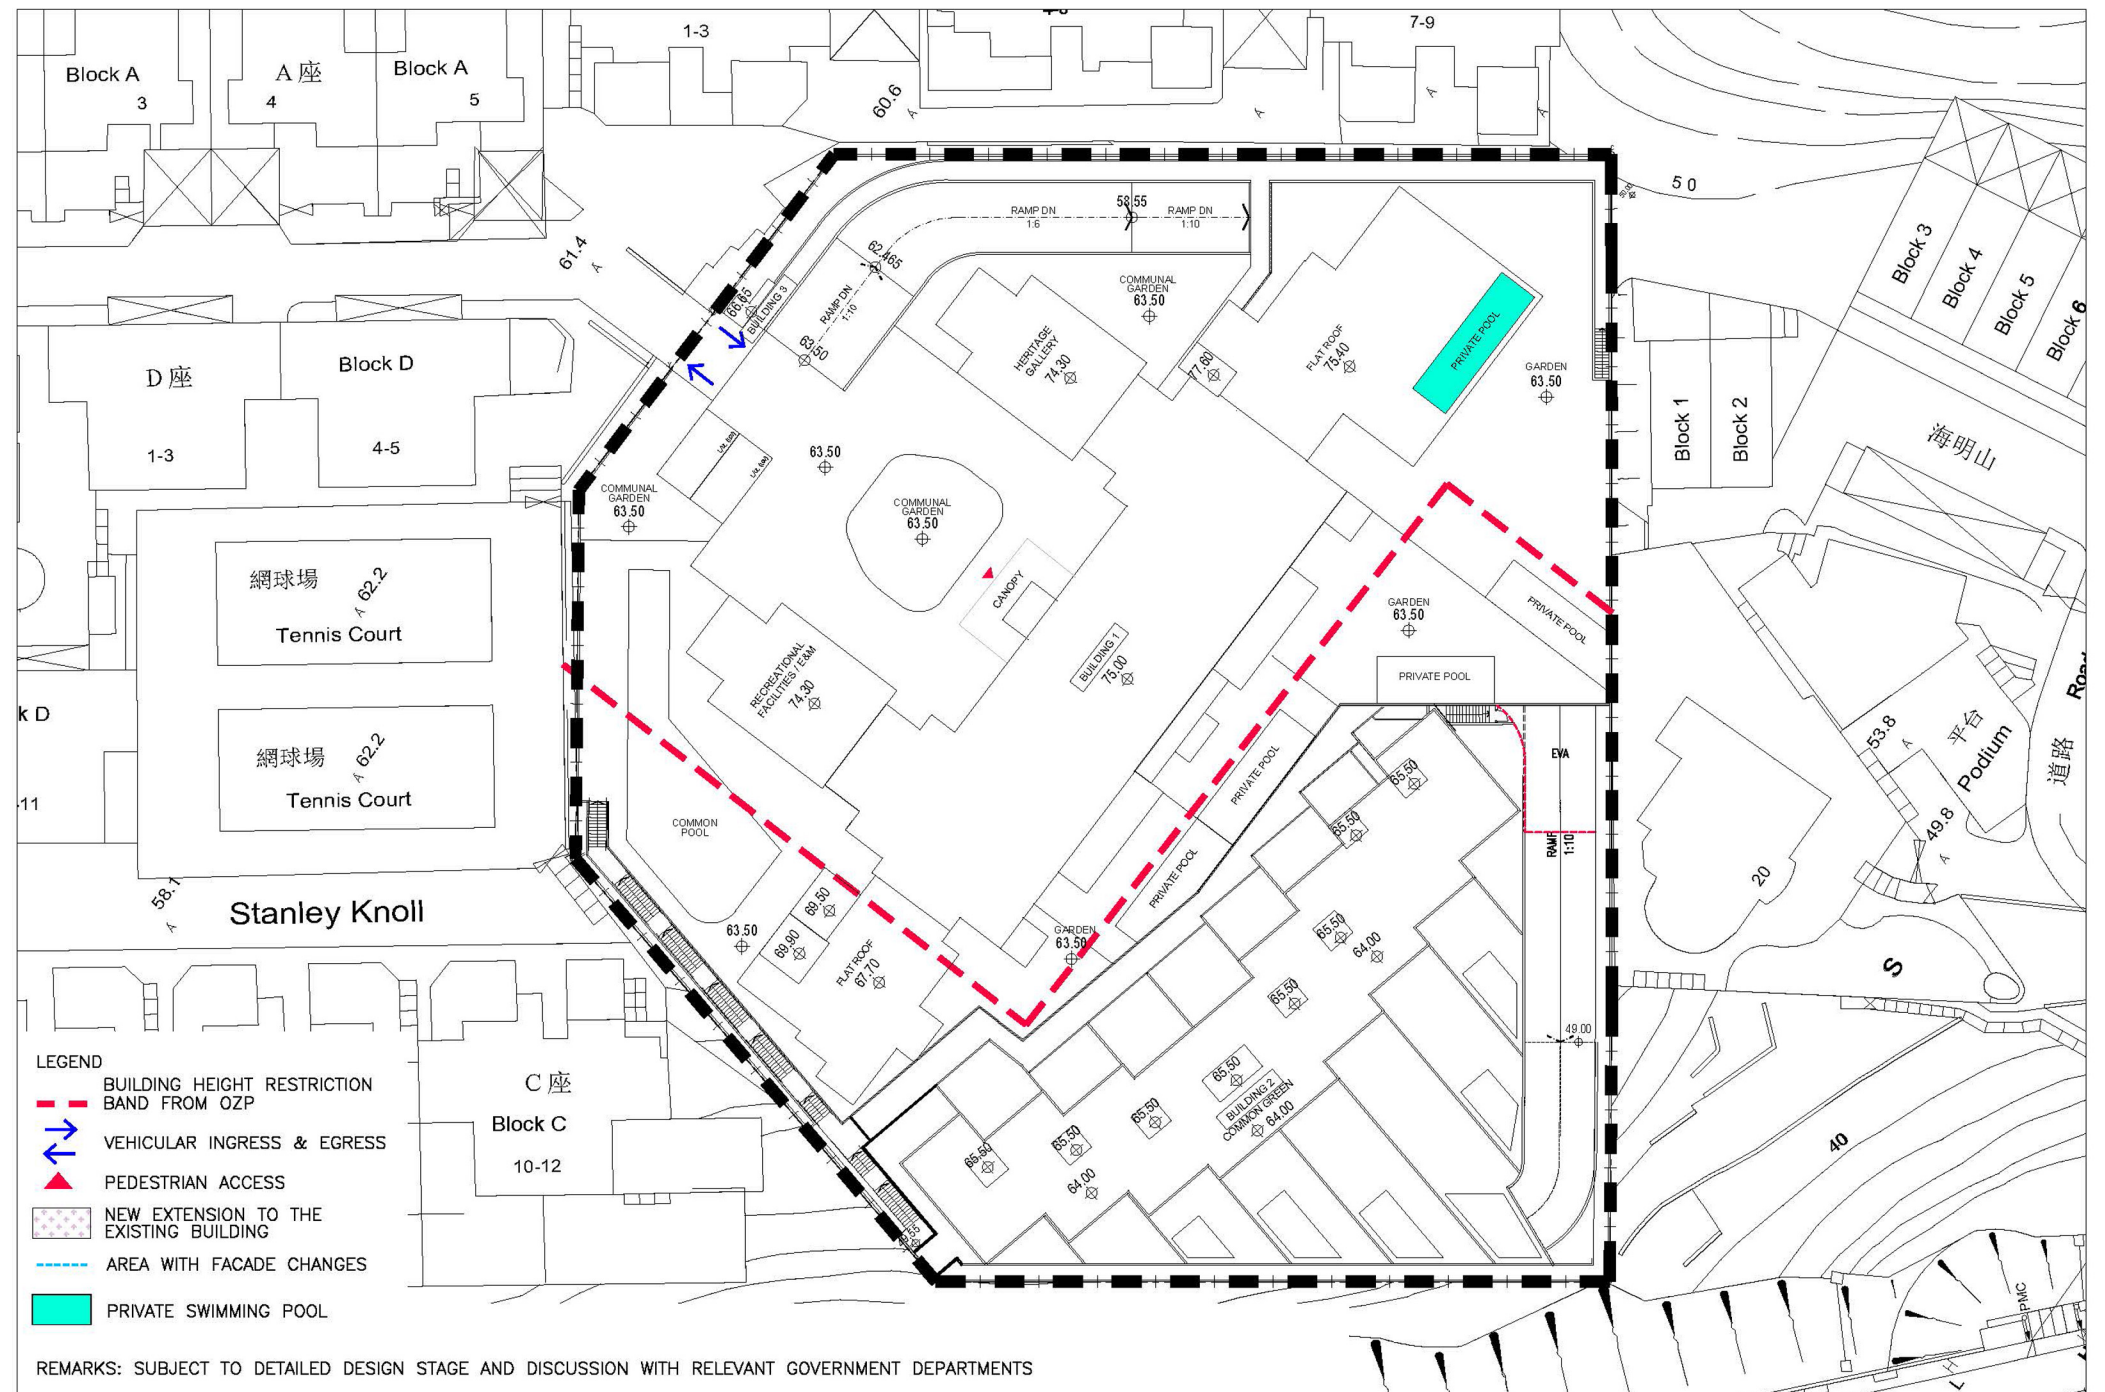 1-3
7-9
Block A
A座
Block A
3
4
5
60.6
50
61.4
58.55
RAMP DN
1:6
RAMP DN
1:10
62.465
66.65
BUILDING 3
RAMP DN
1:10
63.50
COMMUNAL
GARDEN
63.50
HERITAGE
GALLERY
74.30
77.60
FLAT ROOF
75.40
PRIVATE POOL
GARDEN
63.50
Block 3
Block 4
Block 5
Block 6
Block 1
Block 2
海明山
D座
Block D
1-3
4-5
63.50
COMMUNAL
GARDEN
63.50
COMMUNAL
GARDEN
63.50
CANOPY
網球場
62.2
Tennis Court
網球場
62.2
Tennis Court
k D
-11
RECREATIONAL
FACILITIES / E&M
74.30
BUILDING 1
75.00
GARDEN
63.50
PRIVATE POOL
PRIVATE POOL
PRIVATE POOL
PRIVATE POOL
EVA
RAMP
1:10
53.8
平台
Podium
49.8
道路
Road
20
S
COMMON
POOL
58.1
Stanley Knoll
63.50
69.50
69.90
FLAT ROOF
67.70
GARDEN
63.50
65.50
65.50
65.50
64.00
65.50
65.50
BUILDING 2
COMMON GREEN
64.00
65.50
65.50
65.50
64.00
49.00
40
C座
Block C
10-12
PMC
LEGEND
BUILDING HEIGHT RESTRICTION
BAND FROM OZP
VEHICULAR INGRESS & EGRESS
PEDESTRIAN ACCESS
NEW EXTENSION TO THE
EXISTING BUILDING
AREA WITH FACADE CHANGES
PRIVATE SWIMMING POOL
REMARKS: SUBJECT TO DETAILED DESIGN STAGE AND DISCUSSION WITH RELEVANT GOVERNMENT DEPARTMENTS